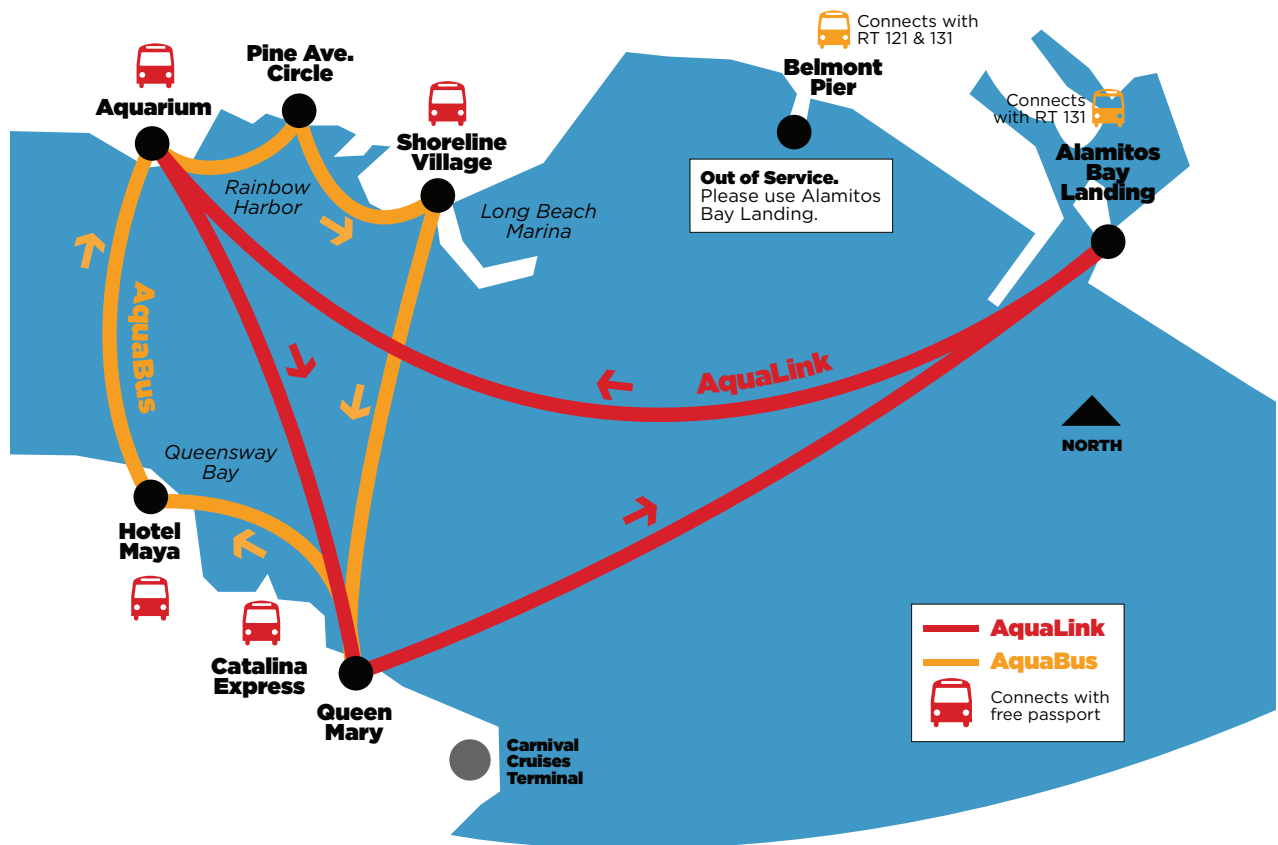 Connects with
RT 121 & 131
Pine Ave.
Circle
Belmont
Pier
Aquarium
Connects
with RT 131
Shoreline
Village
Alamitos
Bay
Landing
Out of Service.
Please use Alamitos
Bay Landing.
Rainbow
Harbor
Long Beach
Marina
AquaBus
AquaLink
NORTH
Queensway
Bay
Hotel
Maya
Catalina
Express
Queen
Mary
Carnival
Cruises
Terminal
AquaLink
AquaBus
Connects with
free passport